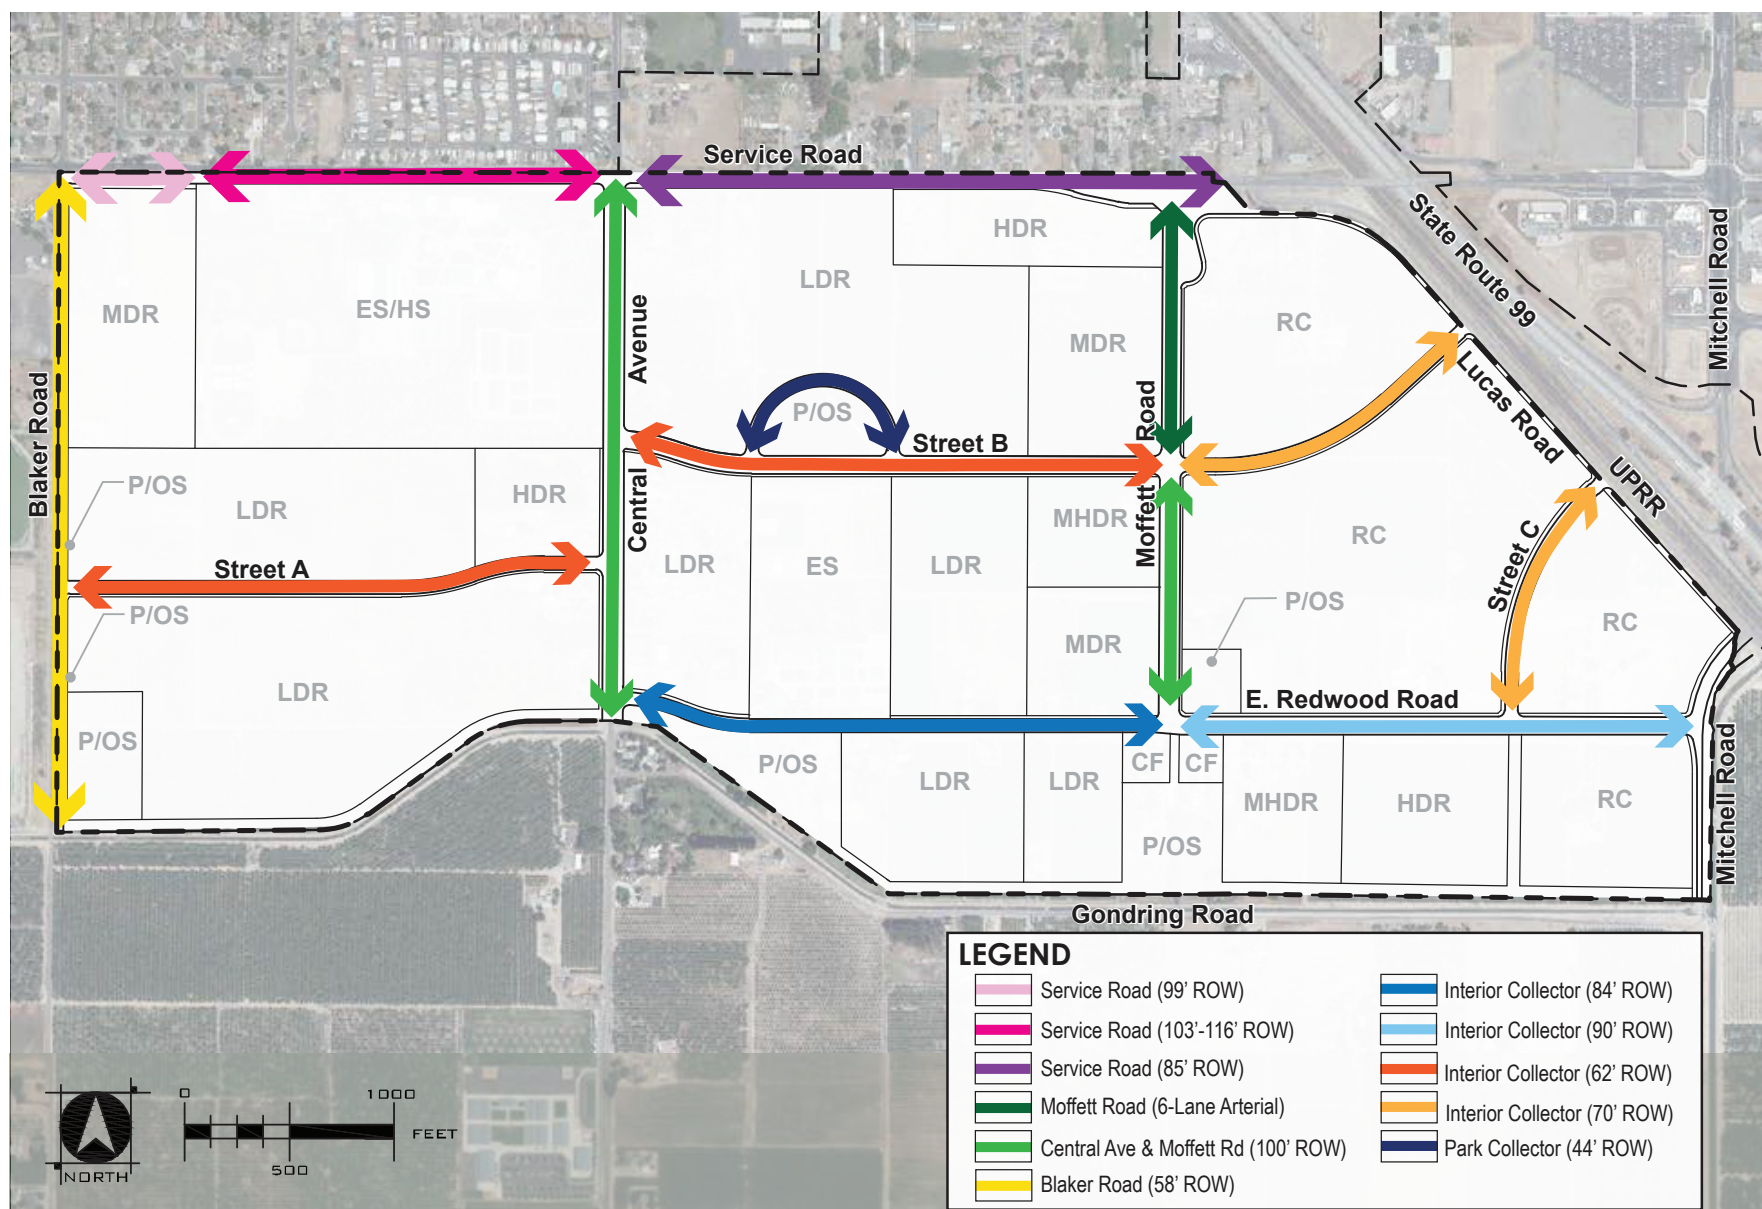 Service Road
State Route 99
Mitchell Road
HDR
LDR
MDR
ES/HS
RC
MDR
Avenue
Lucas Road
Blaker Road
P/OS
Road
Street B
UPRR
P/OS
LDR
HDR
Central
MHDR
Moffett
RC
Street C
Street A
LDR
ES
LDR
P/OS
P/OS
RC
MDR
LDR
E. Redwood Road
P/OS
P/OS
CF
CF
LDR
LDR
MHDR
HDR
RC
Mitchell Road
P/OS
Gondring Road
LEGEND
Service Road (99' ROW)
Service Road (103'-116' ROW)
Service Road (85' ROW)
Moffett Road (6-Lane Arterial)
Central Ave & Moffett Rd (100' ROW)
Blaker Road (58' ROW)
Interior Collector (84' ROW)
Interior Collector (90' ROW)
Interior Collector (62' ROW)
Interior Collector (70' ROW)
Park Collector (44' ROW)
NORTH
0
1000
FEET
500